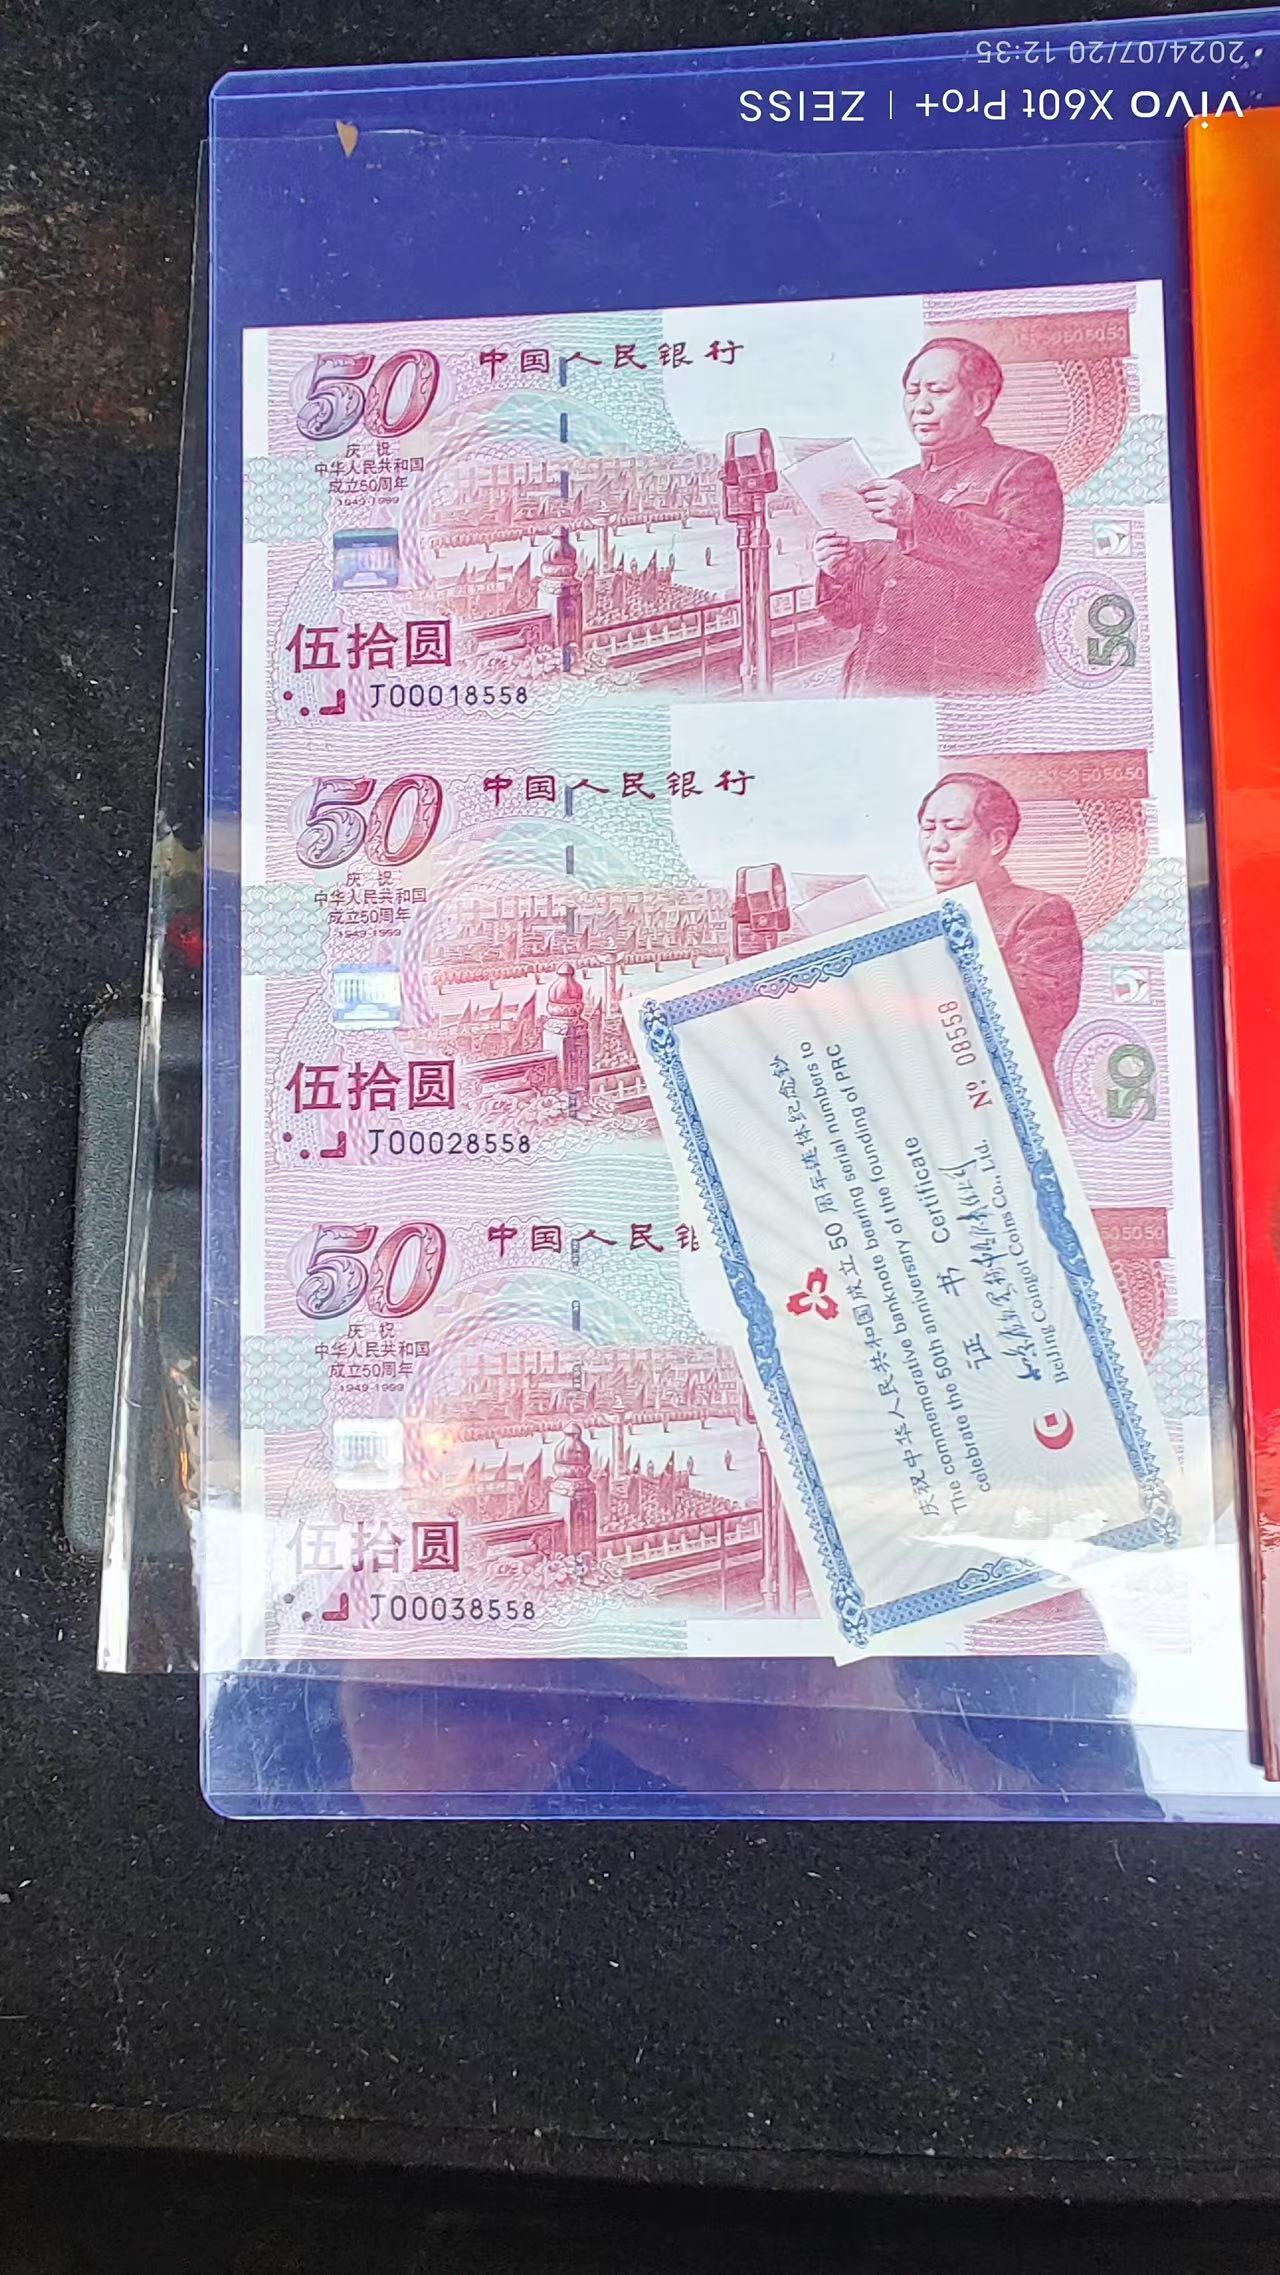 2024/07/20 12:35
vivo X60t Pro+ | ZEISS
50
中国人民银行
505050
庆祝
中华人民共和国
成立50周年
1949-1999
伍拾圆
50
J00018558
50
中国人民银行
50505050
庆祝
中华人民共和国
成立50周年
1949-1999
伍拾圆
50
J00028558
50
中国人民
505050
庆祝
中华人民共和国
成立50周年
1949-1999
伍拾圆
J00038558
庆祝中华人民共和国成立50周年连体纪念钞
The commemorative banknote bearing serial numbers to
celebrate the 50th anniversary of the founding of PRC
证书 Certificate
Beijing Coingot Coins Co., Ltd.
No: 08558